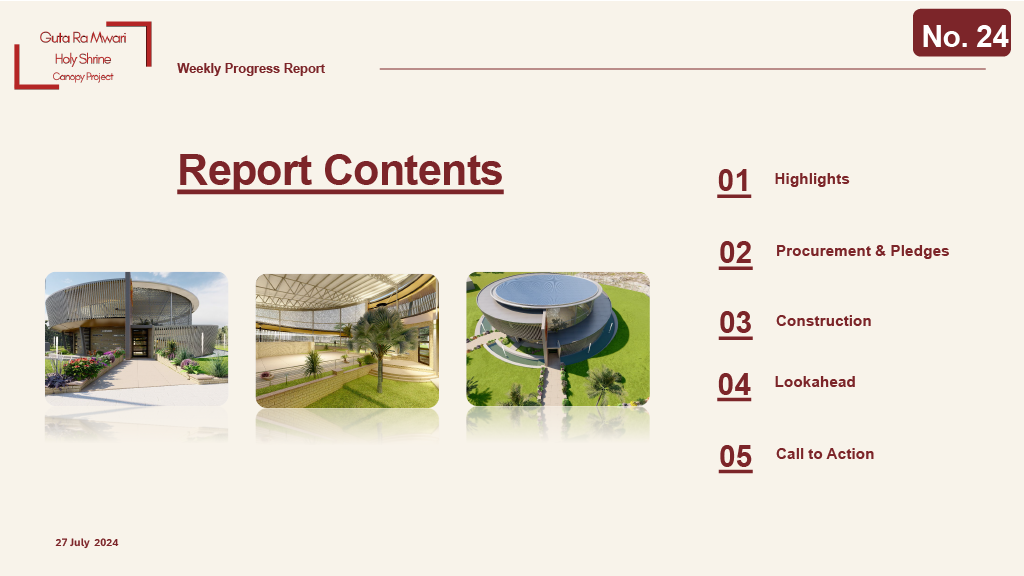 Guta Ra Mwari
Holy Shrine
Canopy Project
Weekly Progress Report
No. 24
Report Contents
01 Highlights
02 Procurement & Pledges
03 Construction
04 Lookahead
05 Call to Action
27 July 2024